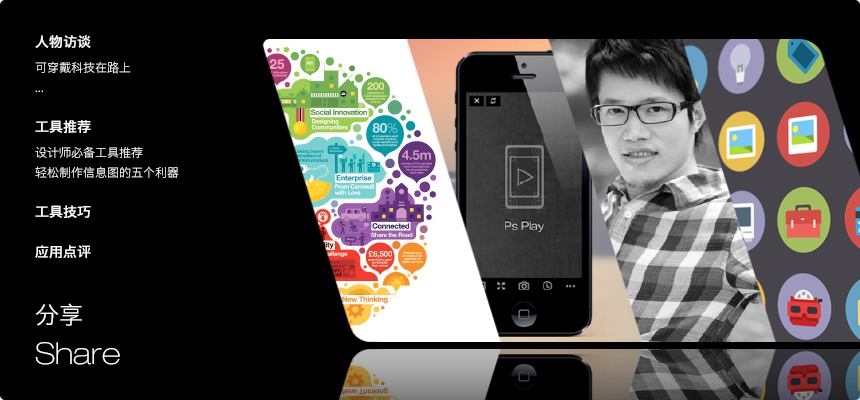 人物访谈
可穿戴科技在路上
...
工具推荐
设计师必备工具推荐
轻松制作信息图的五个利器
工具技巧
应用点评
分享
Share
25
200
Social Innovation
Designing
Communities
80%
4.5m
Enterprise
From Cornwall
with Love
Connected
Share the Road
£6,500
New Thinking
Ps Play